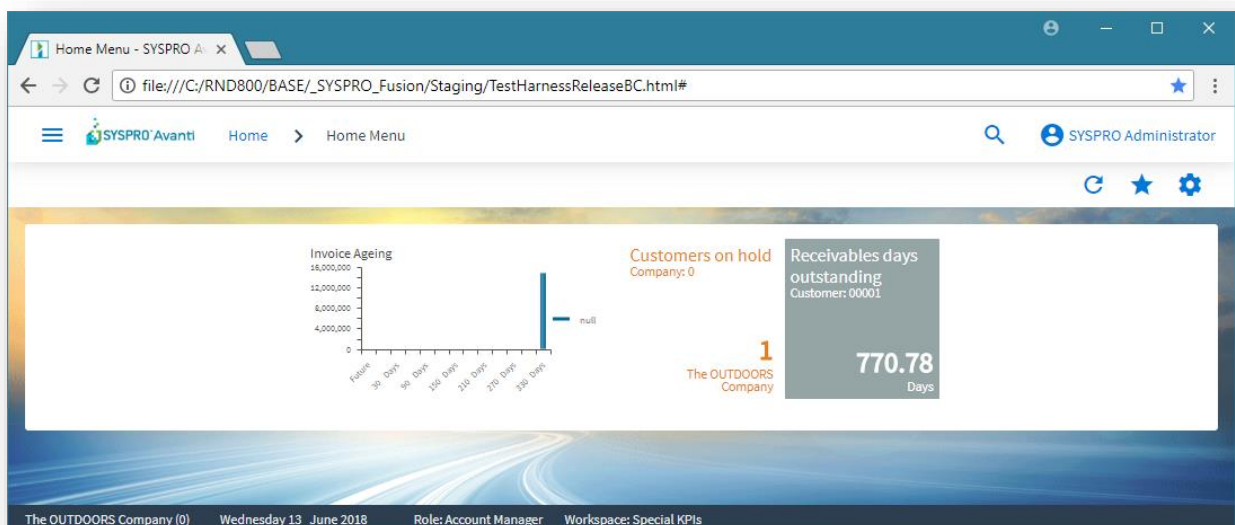 Home Menu - SYSPRO A
file:///C:/RND800/BASE/_SYSPRO_Fusion/Staging/TestHarnessReleaseBC.html#
SYSPRO Avanti Home Home Menu SYSPRO Administrator
Invoice Ageing
16,000,000
12,000,000
8,000,000
4,000,000
0
Future 30 Days 90 Days 150 Days 210 Days 270 Days 330 Days
null
Customers on hold
Company: 0
1
The OUTDOORS
Company
Receivables days
outstanding
Customer: 00001
770.78
Days
The OUTDOORS Company (0) Wednesday 13 June 2018 Role: Account Manager Workspace: Special KPIs